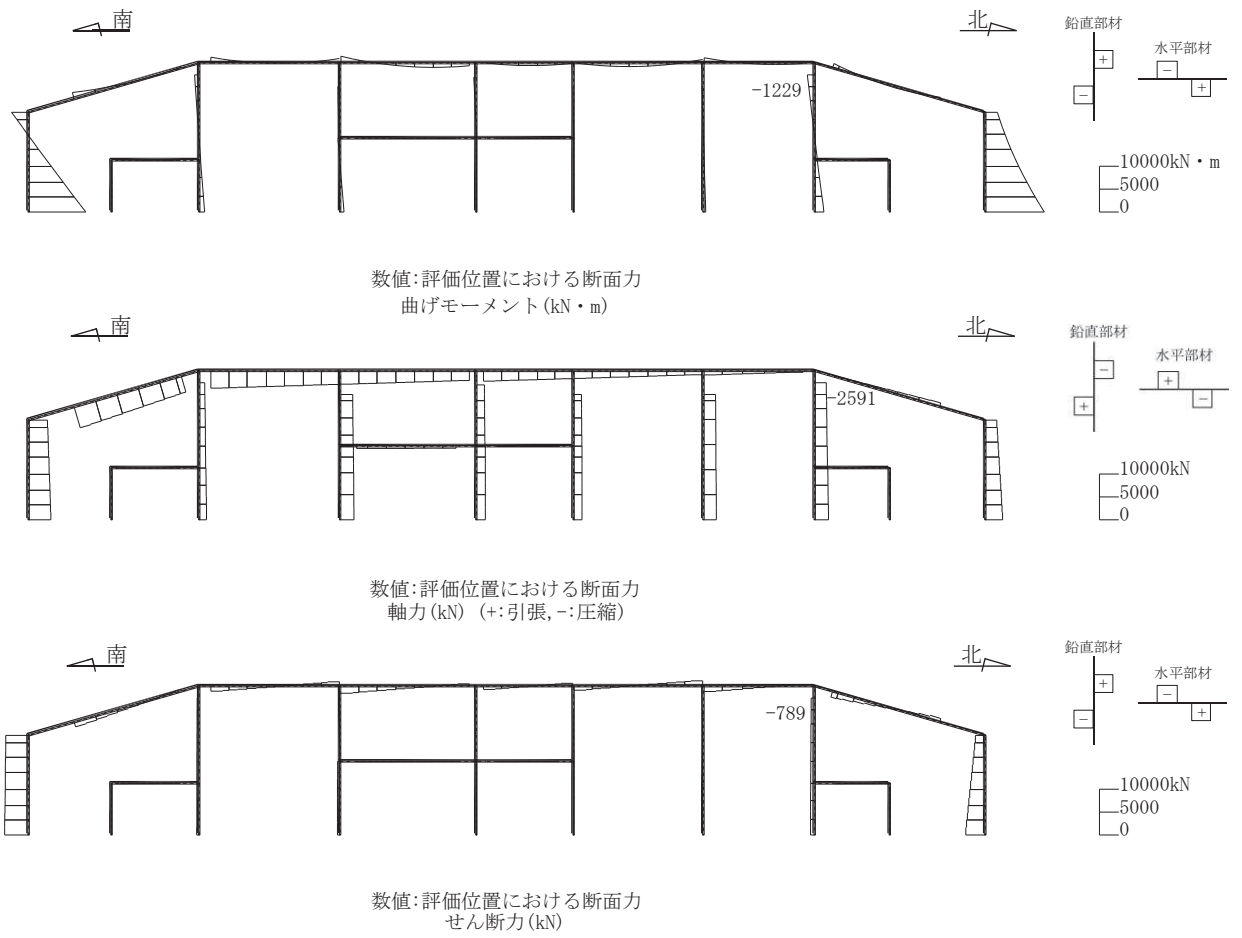 南
北
鉛直部材
水平部材
+
−
−
+
−1229
10000kN・m
5000
0
数値:評価位置における断面力
曲げモーメント(kN・m)
南
北
鉛直部材
水平部材
−
+
+
−
−2591
10000kN
5000
0
数値:評価位置における断面力
軸力(kN) (+:引張,−:圧縮)
南
北
鉛直部材
水平部材
+
−
−
+
−789
10000kN
5000
0
数値:評価位置における断面力
せん断力(kN)